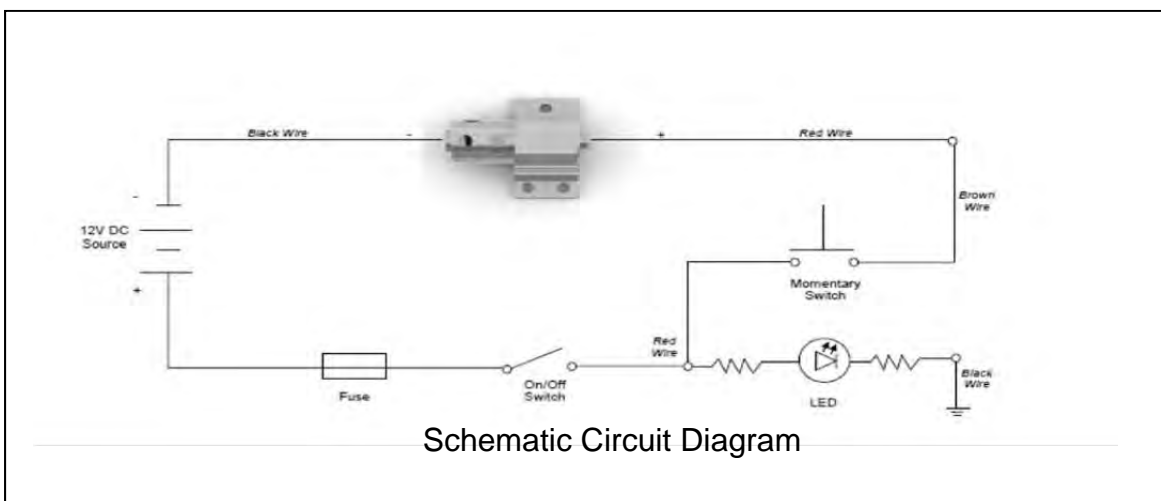 Black Wire
-
+
Red Wire
-
12V DC
Source
+
Brown
Wire
Momentary
Switch
Red
Wire
Fuse
On/Off
Switch
LED
Black
Wire
Schematic Circuit Diagram